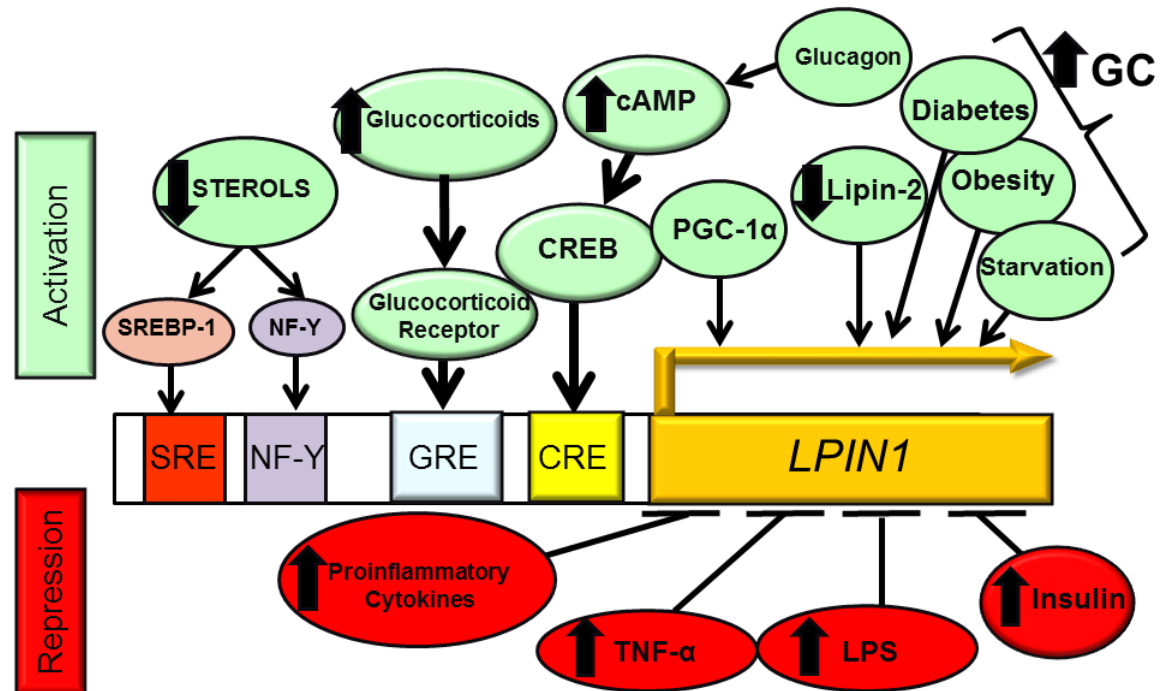 Activation
STEROLS
SREBP-1
NF-Y
Glucocorticoids
Glucocorticoid
Receptor
cAMP
CREB
Glucagon
PGC-1α
Lipin-2
Diabetes
Obesity
Starvation
GC
SRE
NF-Y
GRE
CRE
LPIN1
Repression
Proinflammatory
Cytokines
TNF-α
LPS
Insulin